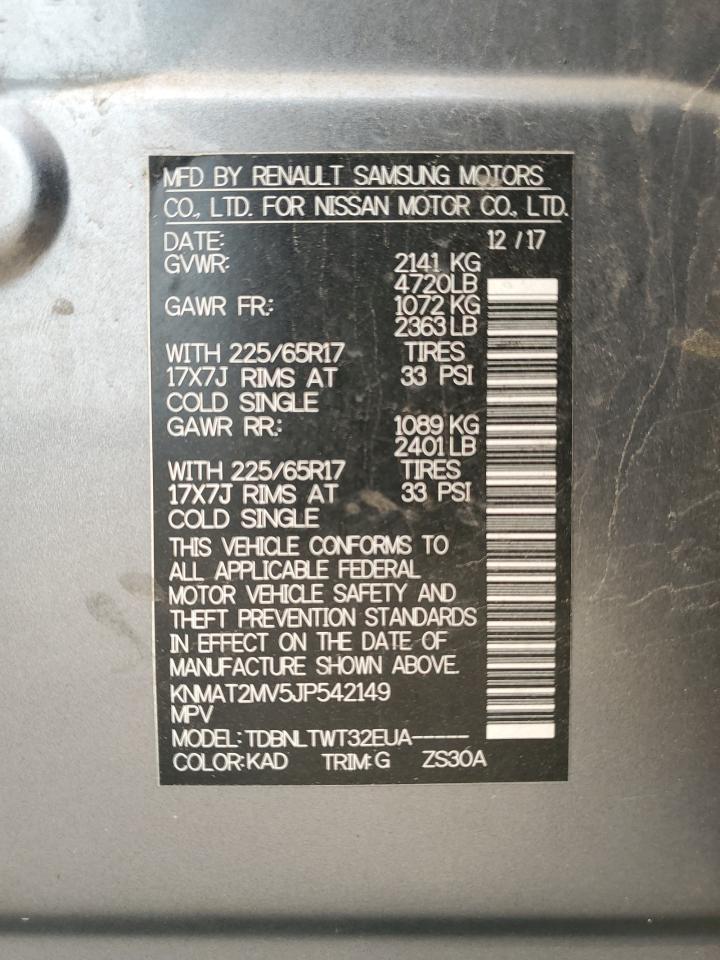 MFD BY RENAULT SAMSUNG MOTORS
CO., LTD. FOR NISSAN MOTOR CO., LTD.
DATE: 12 / 17
GVWR: 2141 KG
4720LB
GAWR FR: 1072 KG
2363 LB
WITH 225/65R17 TIRES
17X7J RIMS AT 33 PSI
COLD SINGLE
GAWR RR: 1089 KG
2401 LB
WITH 225/65R17 TIRES
17X7J RIMS AT 33 PSI
COLD SINGLE
THIS VEHICLE CONFORMS TO
ALL APPLICABLE FEDERAL
MOTOR VEHICLE SAFETY AND
THEFT PREVENTION STANDARDS
IN EFFECT ON THE DATE OF
MANUFACTURE SHOWN ABOVE.
KNMAT2MV5JP542149
MPV
MODEL: TDBNLTWT32EUA-----
COLOR: KAD TRIM: G ZS30A